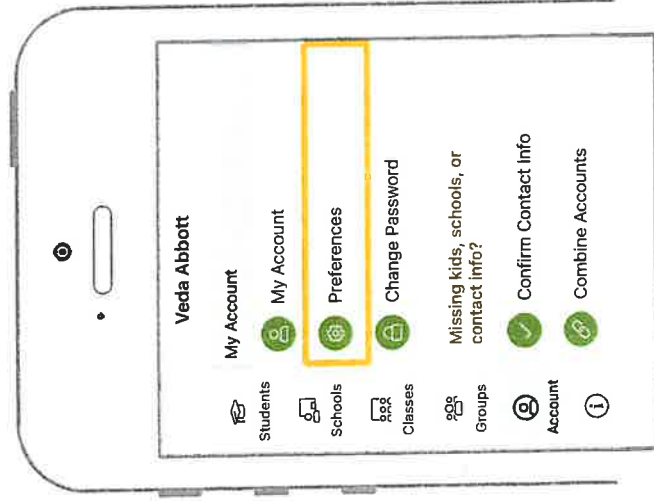 Veda Abbott
My Account
Students
Schools
Classes
Groups
Account
My Account
Preferences
Change Password
Missing kids, schools, or
contact info?
Confirm Contact Info
Combine Accounts